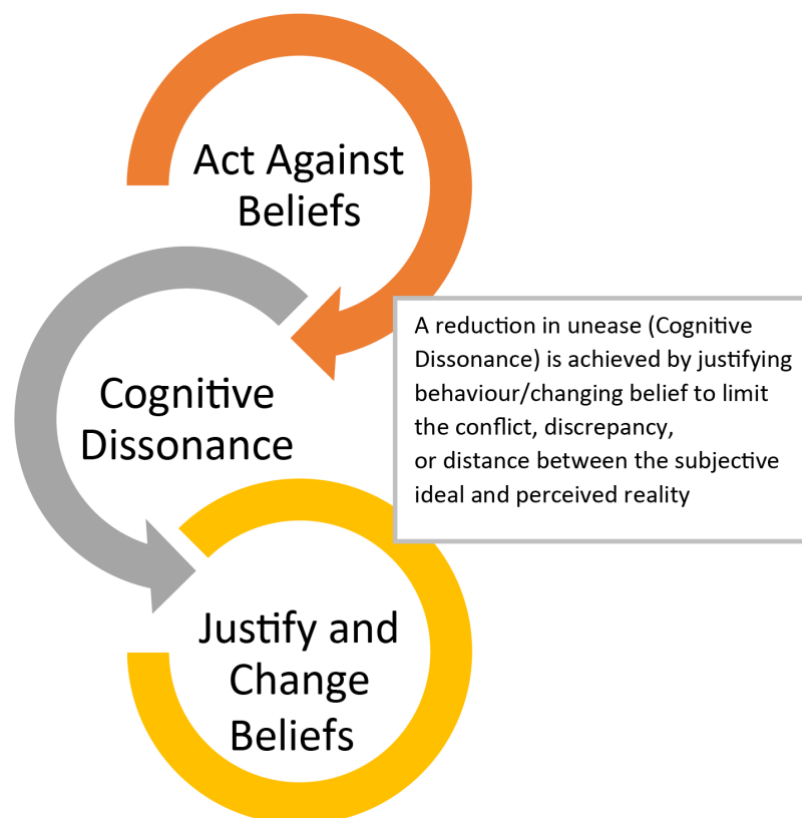 Act Against
Beliefs
Cognitive
Dissonance
A reduction in unease (Cognitive
Dissonance) is achieved by justifying
behaviour/changing belief to limit
the conflict, discrepancy,
or distance between the subjective
ideal and perceived reality
Justify and
Change
Beliefs